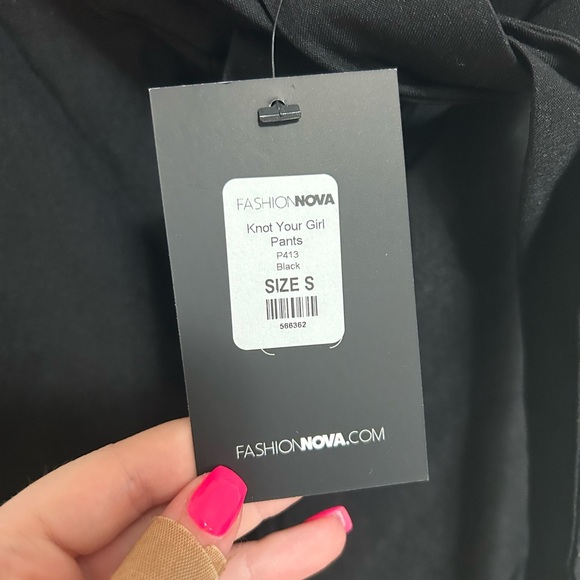 FASHIONNOVA
Knot Your Girl
Pants
P413
Black
SIZE S
566362
FASHIONNOVA.COM